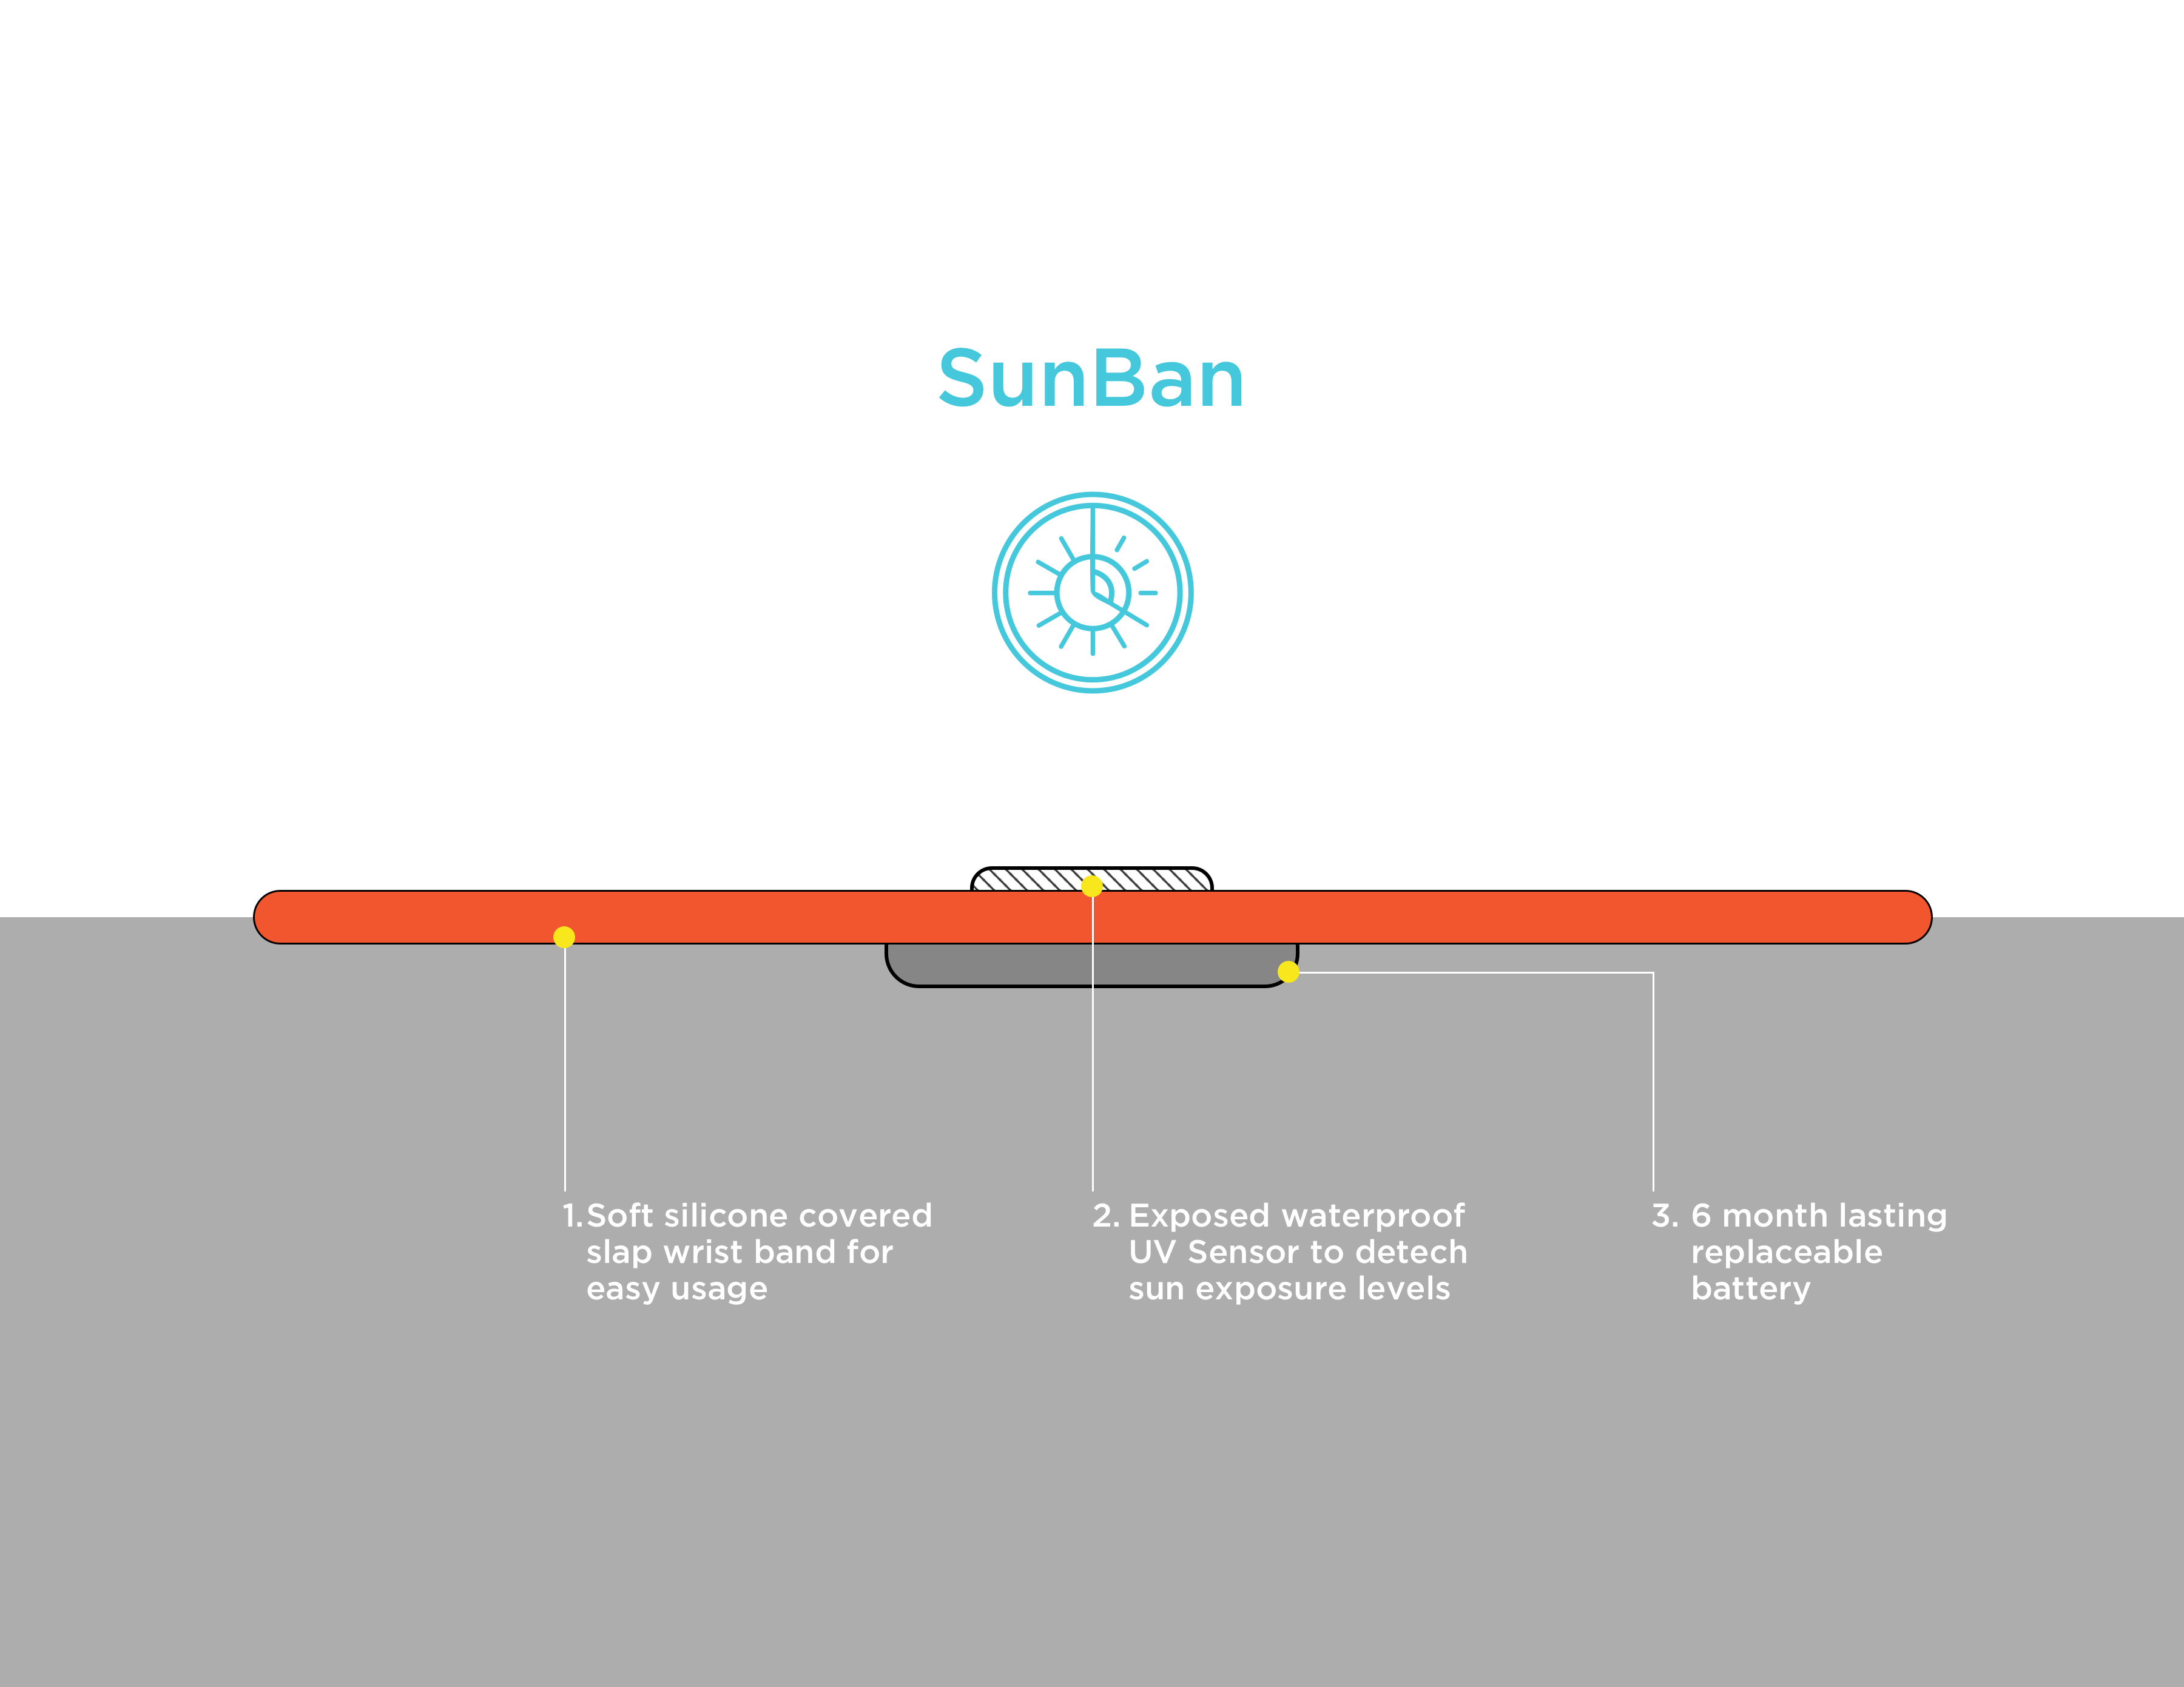 SunBan
1. Soft silicone covered
slap wrist band for
easy usage
2. Exposed waterproof
UV Sensor to detech
sun exposure levels
3. 6 month lasting
replaceable
battery